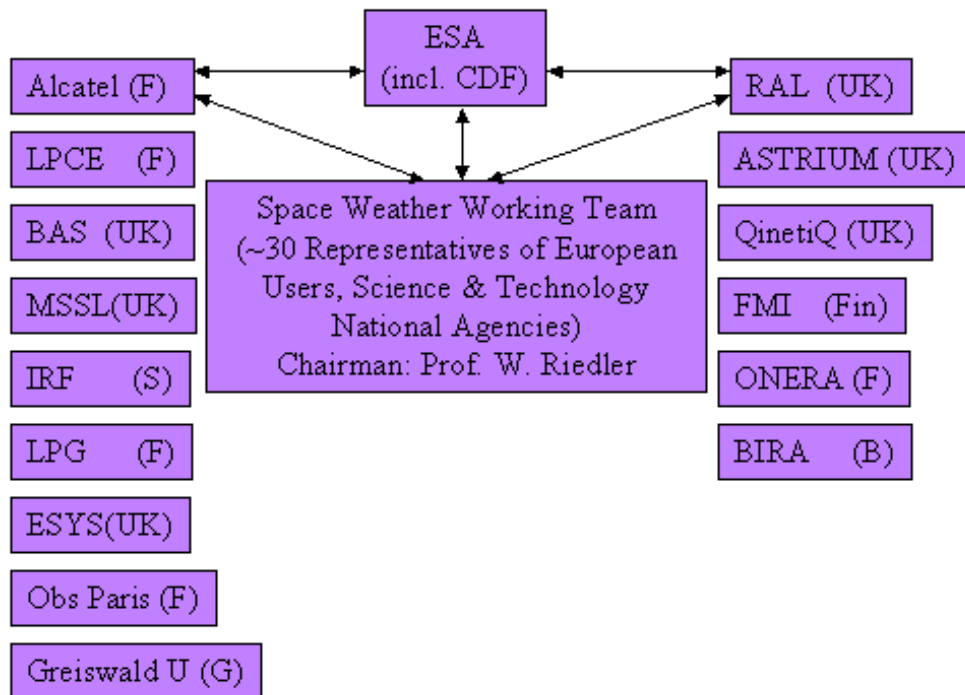 ESA
(incl. CDF)
Alcatel (F)
LPCE (F)
BAS (UK)
MSSL(UK)
IRF (S)
LPG (F)
ESYS(UK)
Obs Paris (F)
Greiswald U (G)
Space Weather Working Team
(~30 Representatives of European
Users, Science & Technology
National Agencies)
Chairman: Prof. W. Riedler
RAL (UK)
ASTRIUM (UK)
QinetiQ (UK)
FMI (Fin)
ONERA (F)
BIRA (B)